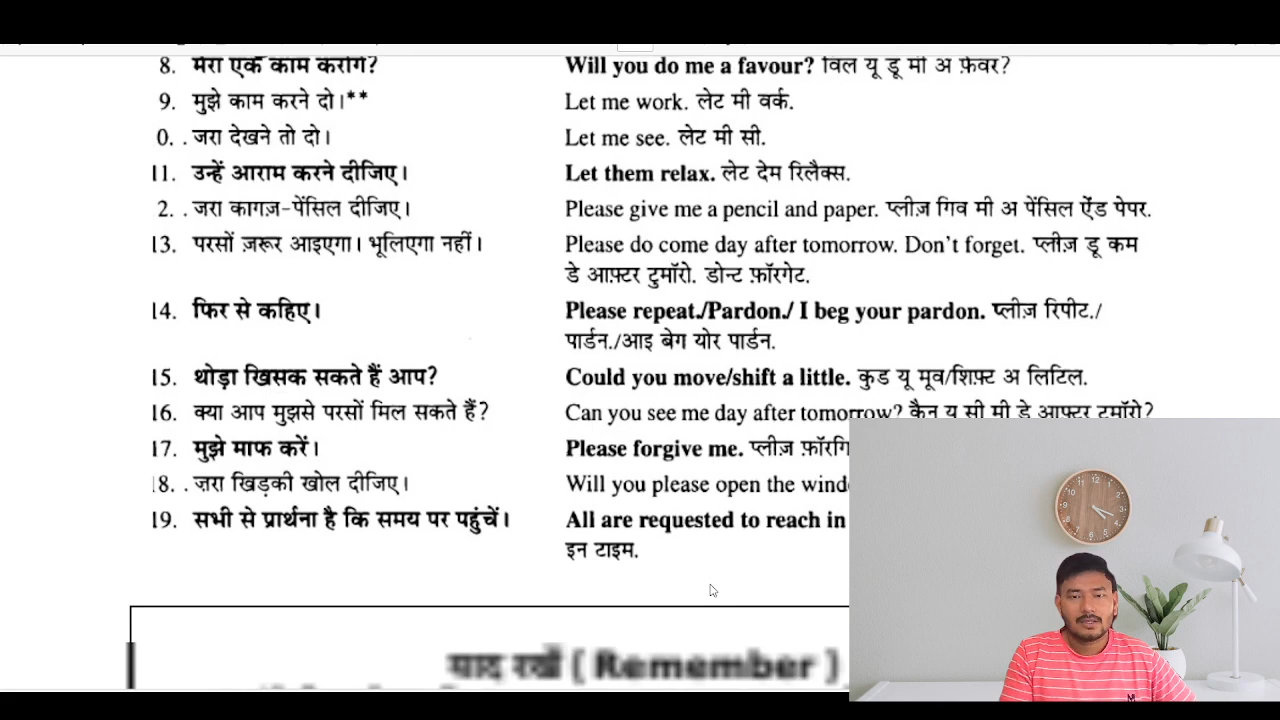 8. मेरा एक काम करोगे? Will you do me a favour? विल यू डू मी अ फ़ेवर?
9. मुझे काम करने दो।** Let me work. लेट मी वर्क.
0. . जरा देखने तो दो। Let me see. लेट मी सी.
11. उन्हें आराम करने दीजिए। Let them relax. लेट देम रिलैक्स.
2. . जरा कागज़-पेंसिल दीजिए। Please give me a pencil and paper. प्लीज़ गिव मी अ पेंसिल ऐंड पेपर.
13. परसों ज़रूर आइएगा। भूलिएगा नहीं। Please do come day after tomorrow. Don't forget. प्लीज़ डू कम
डे आफ़्टर टुमॉरो. डोन्ट फ़ॉरगेट.
14. फिर से कहिए। Please repeat./Pardon./ I beg your pardon. प्लीज़ रिपीट./
पार्डन./आइ बेग योर पार्डन.
15. थोड़ा खिसक सकते हैं आप? Could you move/shift a little. कुड यू मूव/शिफ़्ट अ लिटिल.
16. क्या आप मुझसे परसों मिल सकते हैं? Can you see me day after tomorrow? कैन यू सी मी डे आफ्टर टुमॉरो?
17. मुझे माफ करें। Please forgive me. प्लीज़
18. . ज़रा खिड़की खोल दीजिए। Will you please open the
19. सभी से प्रार्थना है कि समय पर पहुंचें। All are requested to reach in
इन टाइम.
याद रखें ( Remember )